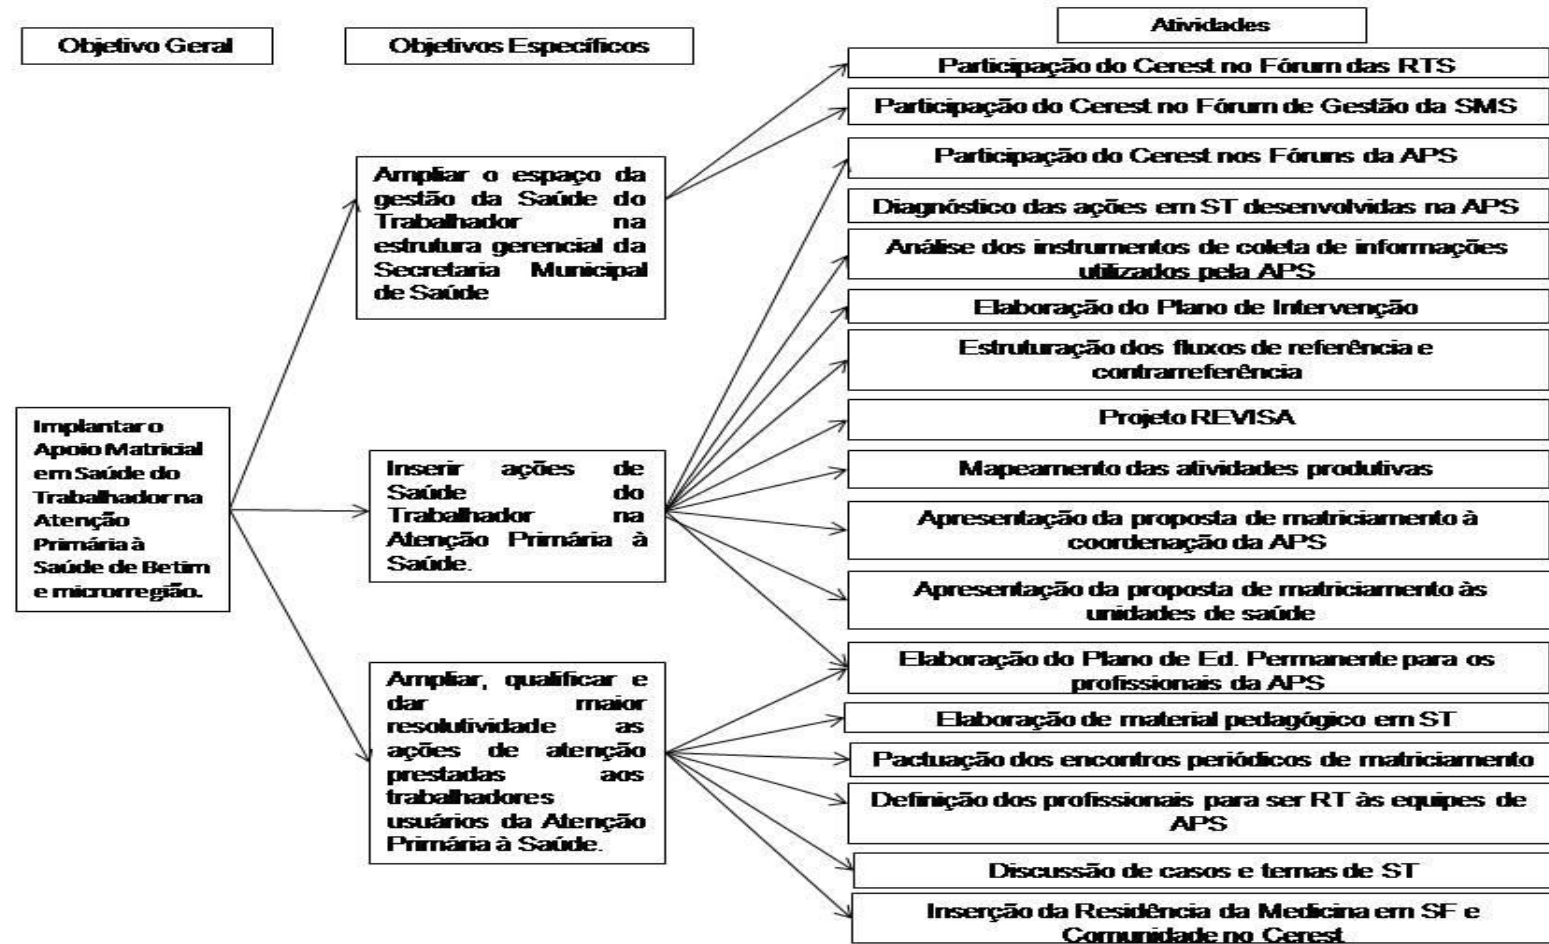 Objetivo Geral
Objetivos Específicos
Atividades
Implantar o
Apoio Matricial
em Saúde do
Trabalhador na
Atenção
Primária à
Saúde de Betim
e microrregião.
Ampliar o espaço da
gestão da Saúde do
Trabalhador na
estrutura gerencial da
Secretaria Municipal
de Saúde
Inserir ações de
Saúde do
Trabalhador na
Atenção Primária à
Saúde.
Ampliar, qualificar e
dar maior
resolutividade as
ações de atenção
prestadas aos
trabalhadores
usuários da Atenção
Primária à Saúde.
Participação do Cerest no Fórum das RTS
Participação do Cerest no Fórum de Gestão da SMS
Participação do Cerest nos Fóruns da APS
Diagnóstico das ações em ST desenvolvidas na APS
Análise dos instrumentos de coleta de informações
utilizados pela APS
Elaboração do Plano de Intervenção
Estruturação dos fluxos de referência e
contrarreferência
Projeto REVISA
Mapeamento das atividades produtivas
Apresentação da proposta de matriciamento à
coordenação da APS
Apresentação da proposta de matriciamento às
unidades de saúde
Elaboração do Plano de Ed. Permanente para os
profissionais da APS
Elaboração de material pedagógico em ST
Pactuação dos encontros periódicos de matriciamento
Definição dos profissionais para ser RT às equipes de
APS
Discussão de casos e temas de ST
Inserção da Residência da Medicina em SF e
Comunidade no Cerest